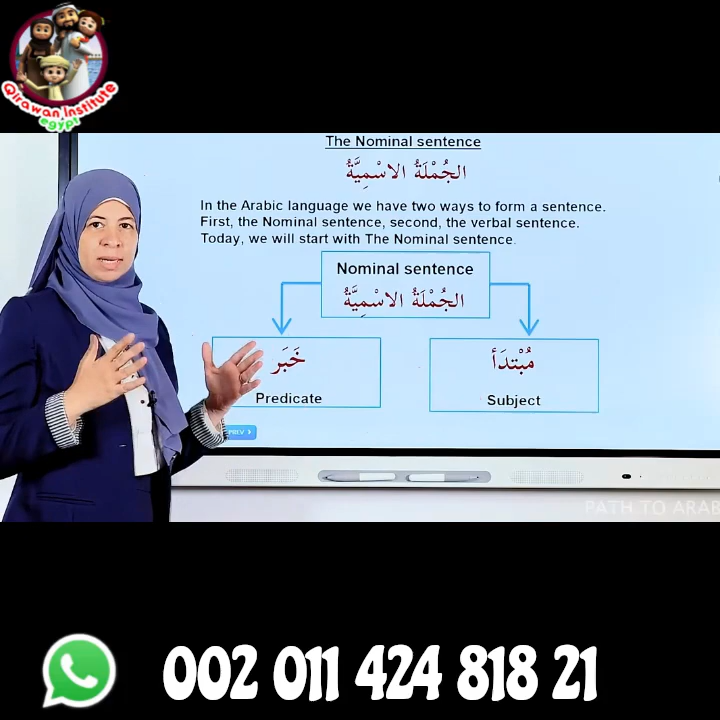 Qirawan Institute
egypt
The Nominal sentence
الجُمْلَةُ الاسْمِيَّةُ
In the Arabic language we have two ways to form a sentence.
First, the Nominal sentence, second, the verbal sentence.
Today, we will start with The Nominal sentence.
Nominal sentence
الجُمْلَةُ الاسْمِيَّةُ
مُبْتَدَأ
Subject
خَبَر
Predicate
PREV
PATH TO ARAB
002 011 424 818 21